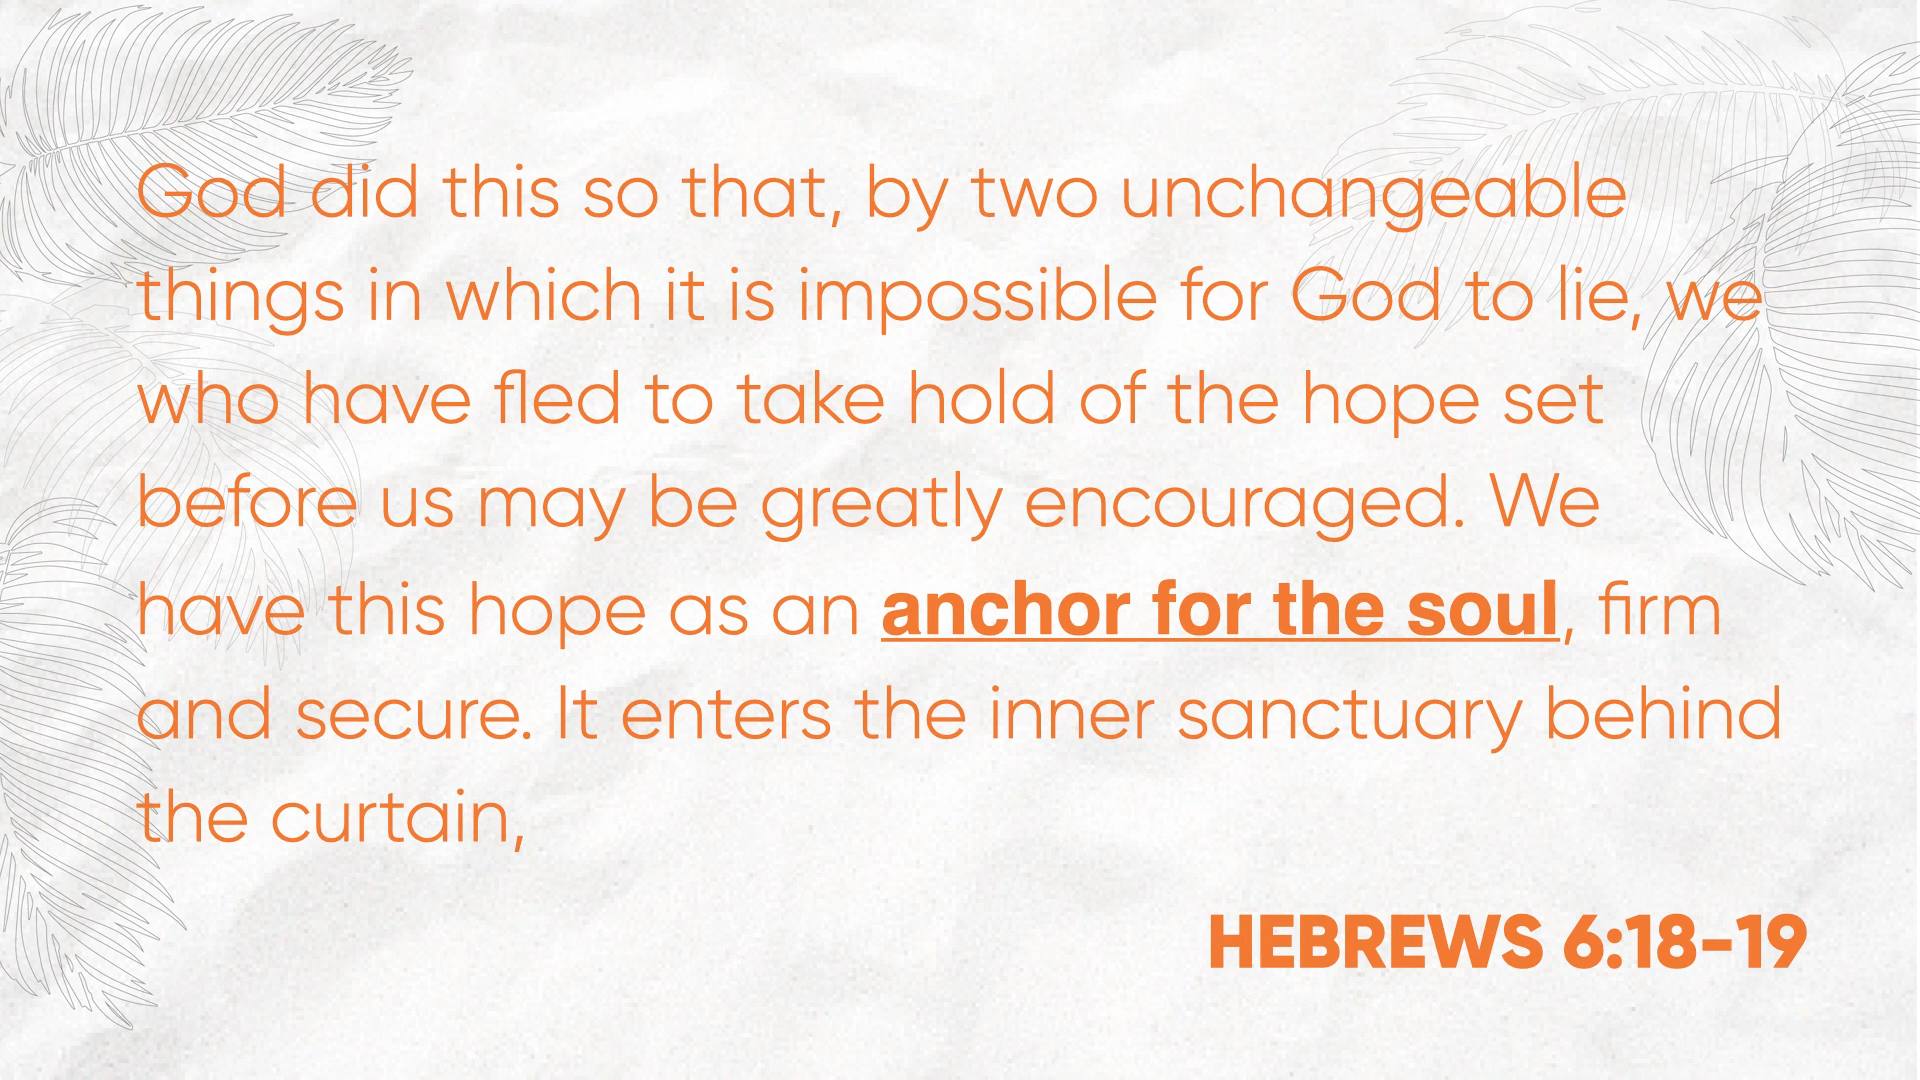 God did this so that, by two unchangeable
things in which it is impossible for God to lie, we
who have fled to take hold of the hope set
before us may be greatly encouraged. We
have this hope as an anchor for the soul, firm
and secure. It enters the inner sanctuary behind
the curtain,
HEBREWS 6:18-19